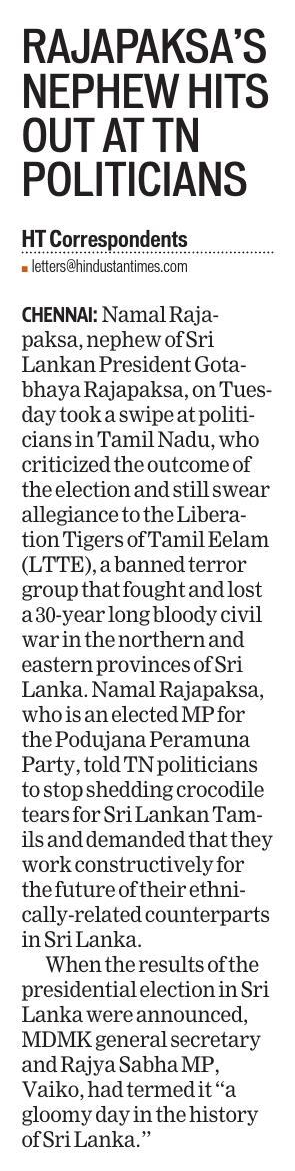 RAJAPAKSA’S
NEPHEW HITS
OUT AT TN
POLITICIANS
HT Correspondents
letters@hindustantimes.com
CHENNAI: Namal Raja-
paksa, nephew of Sri
Lankan President Gota-
bhaya Rajapaksa, on Tues-
day took a swipe at politi-
cians in Tamil Nadu, who
criticized the outcome of
the election and still swear
allegiance to the Libera-
tion Tigers of Tamil Eelam
(LTTE), a banned terror
group that fought and lost
a 30-year long bloody civil
war in the northern and
eastern provinces of Sri
Lanka. Namal Rajapaksa,
who is an elected MP for
the Podujana Peramuna
Party, told TN politicians
to stop shedding crocodile
tears for Sri Lankan Tam-
ils and demanded that they
work constructively for
the future of their ethni-
cally-related counterparts
in Sri Lanka.
When the results of the
presidential election in Sri
Lanka were announced,
MDMK general secretary
and Rajya Sabha MP,
Vaiko, had termed it “a
gloomy day in the history
of Sri Lanka.”